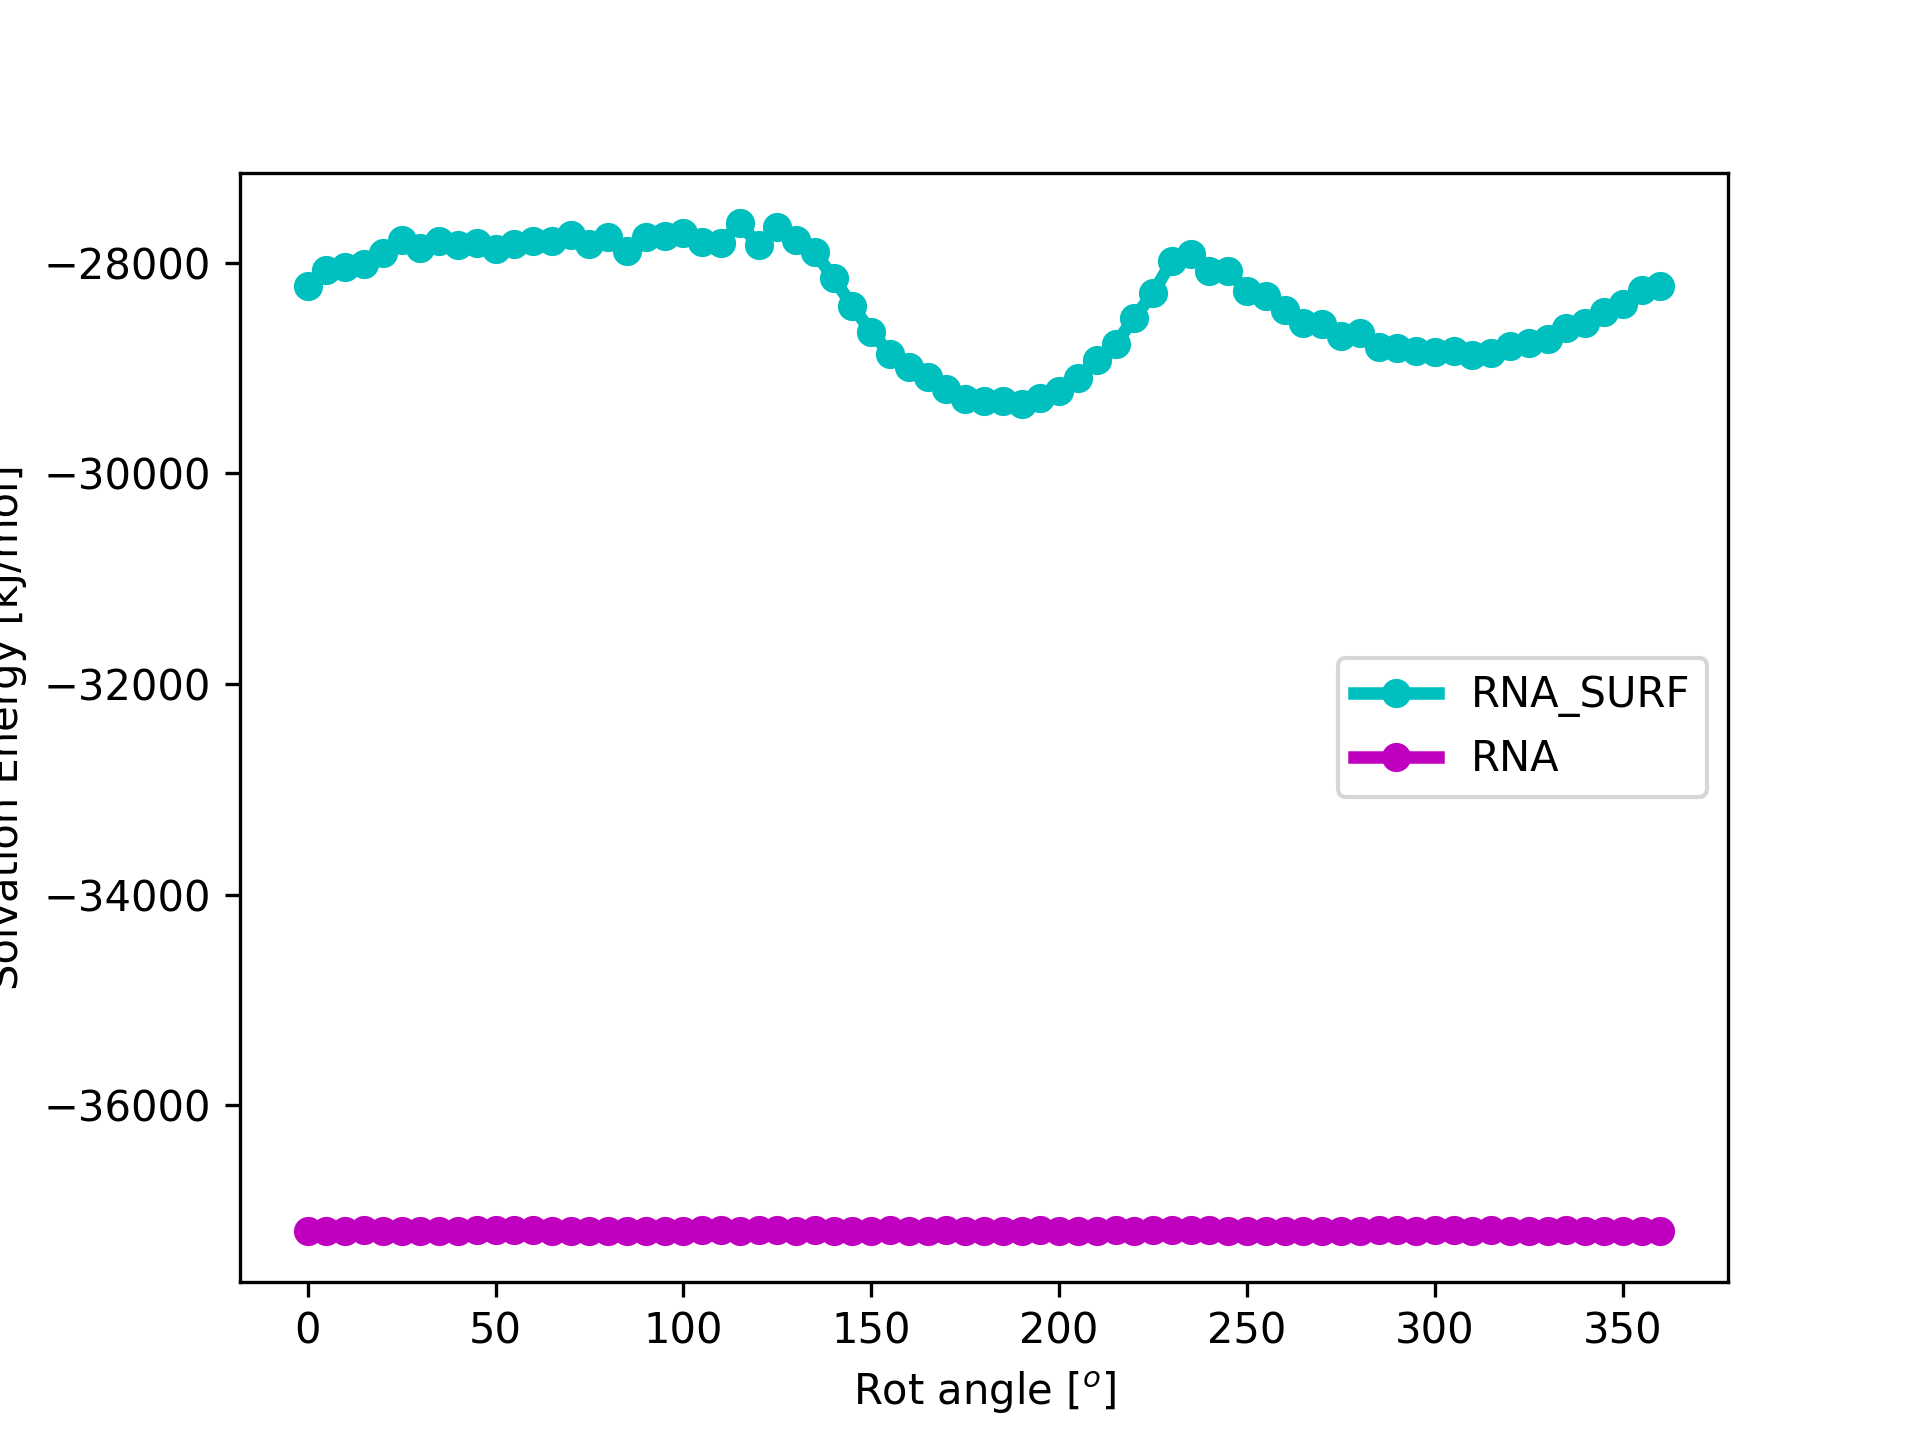 −28000
−30000
−32000
−34000
−36000
Solvation Energy [kJ/mol]
RNA_SURF
RNA
0 50 100 150 200 250 300 350
Rot angle [o]